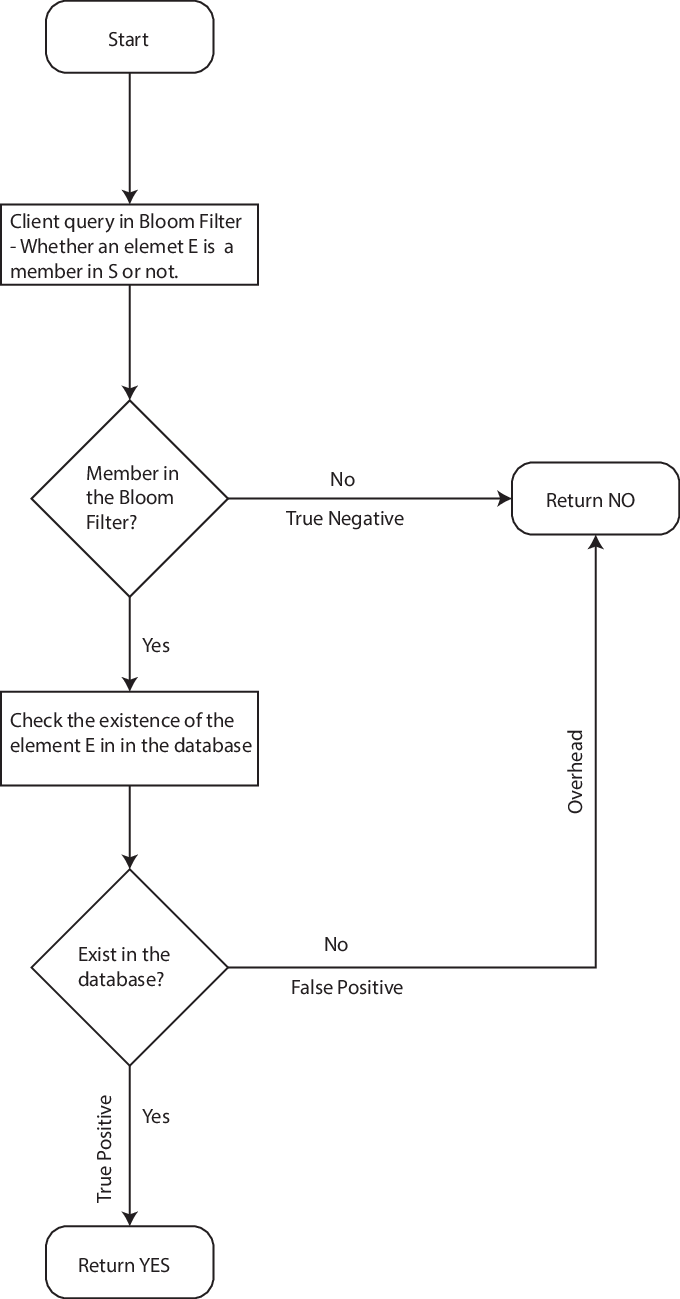 Start
Client query in Bloom Filter
- Whether an elemet E is a
member in S or not.
Member in
the Bloom
Filter?
No
True Negative
Return NO
Yes
Check the existence of the
element E in in the database
Overhead
Exist in the
database?
No
False Positive
True Positive
Yes
Return YES